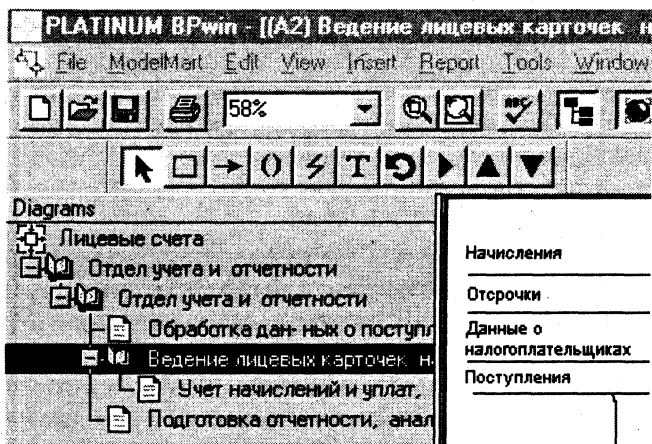 PLATINUM BPwin - [(A2) Ведение лицевых карточек н
File ModelMart Edit View Insert Report Tools Window
58% ABC
T
Diagrams
Лицевые счета
Отдел учета и отчетности
Отдел учета и отчетности
Обработка дан- ных о поступл
Ведение лицевых карточек н
Учет начислений и уплат,
Подготовка отчетности, анал
Начисления
Отсрочки
Данные о
налогоплательщиках
Поступления